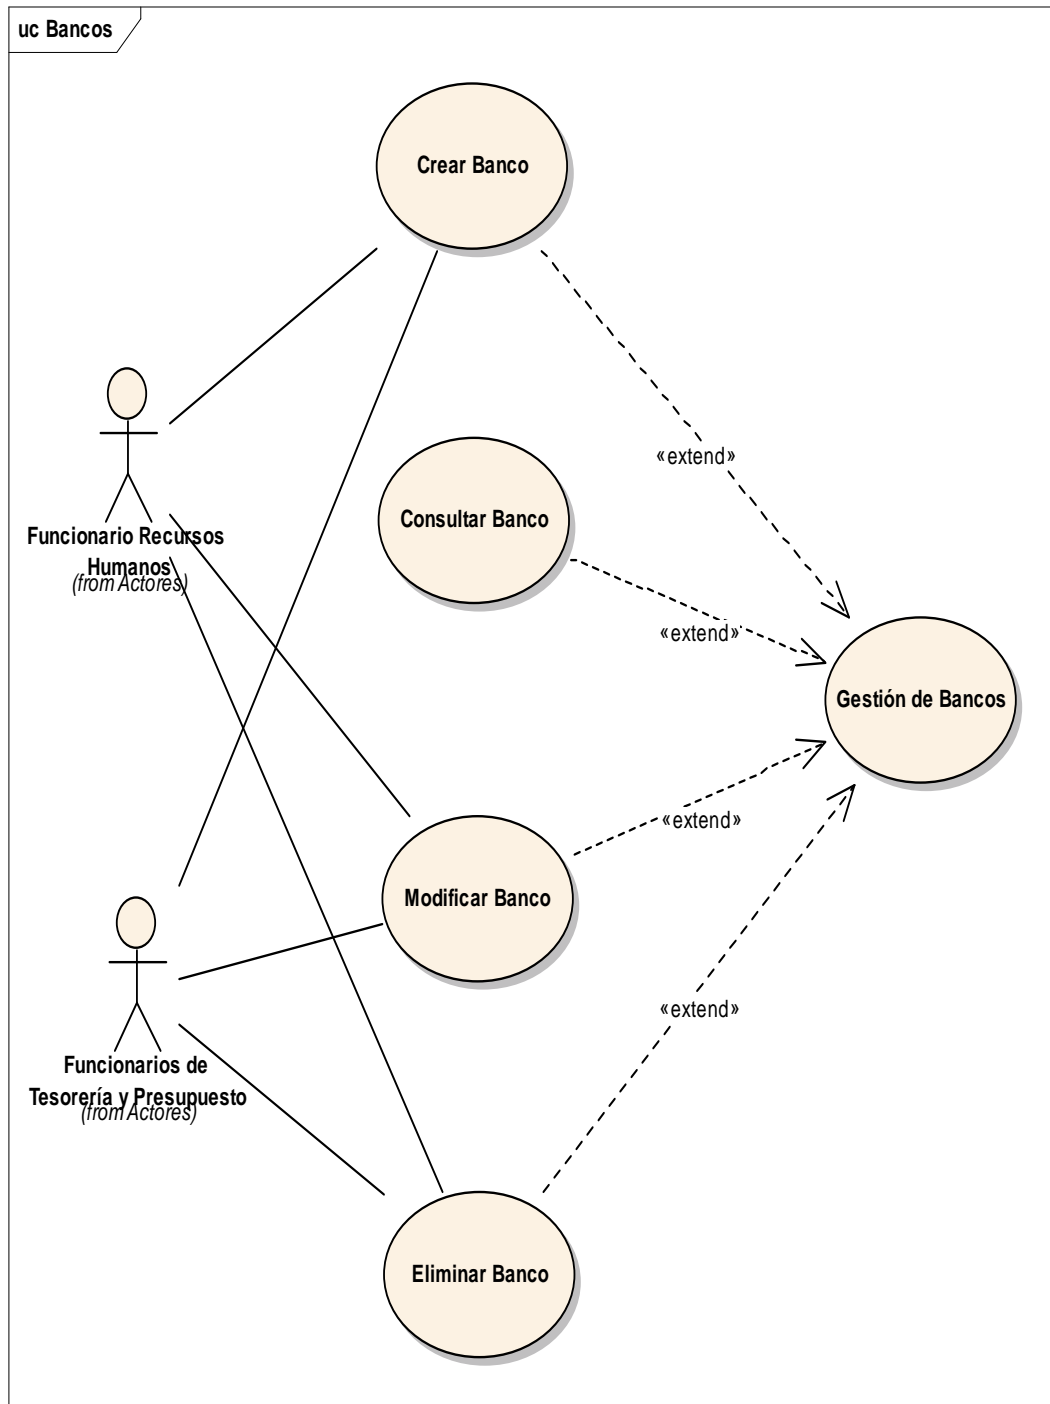 uc Bancos
Crear Banco
«extend»
Consultar Banco
Funcionario Recursos
Humanos
(from Actores)
«extend»
Gestión de Bancos
«extend»
Modificar Banco
«extend»
Funcionarios de
Tesorería y Presupuesto
(from Actores)
Eliminar Banco